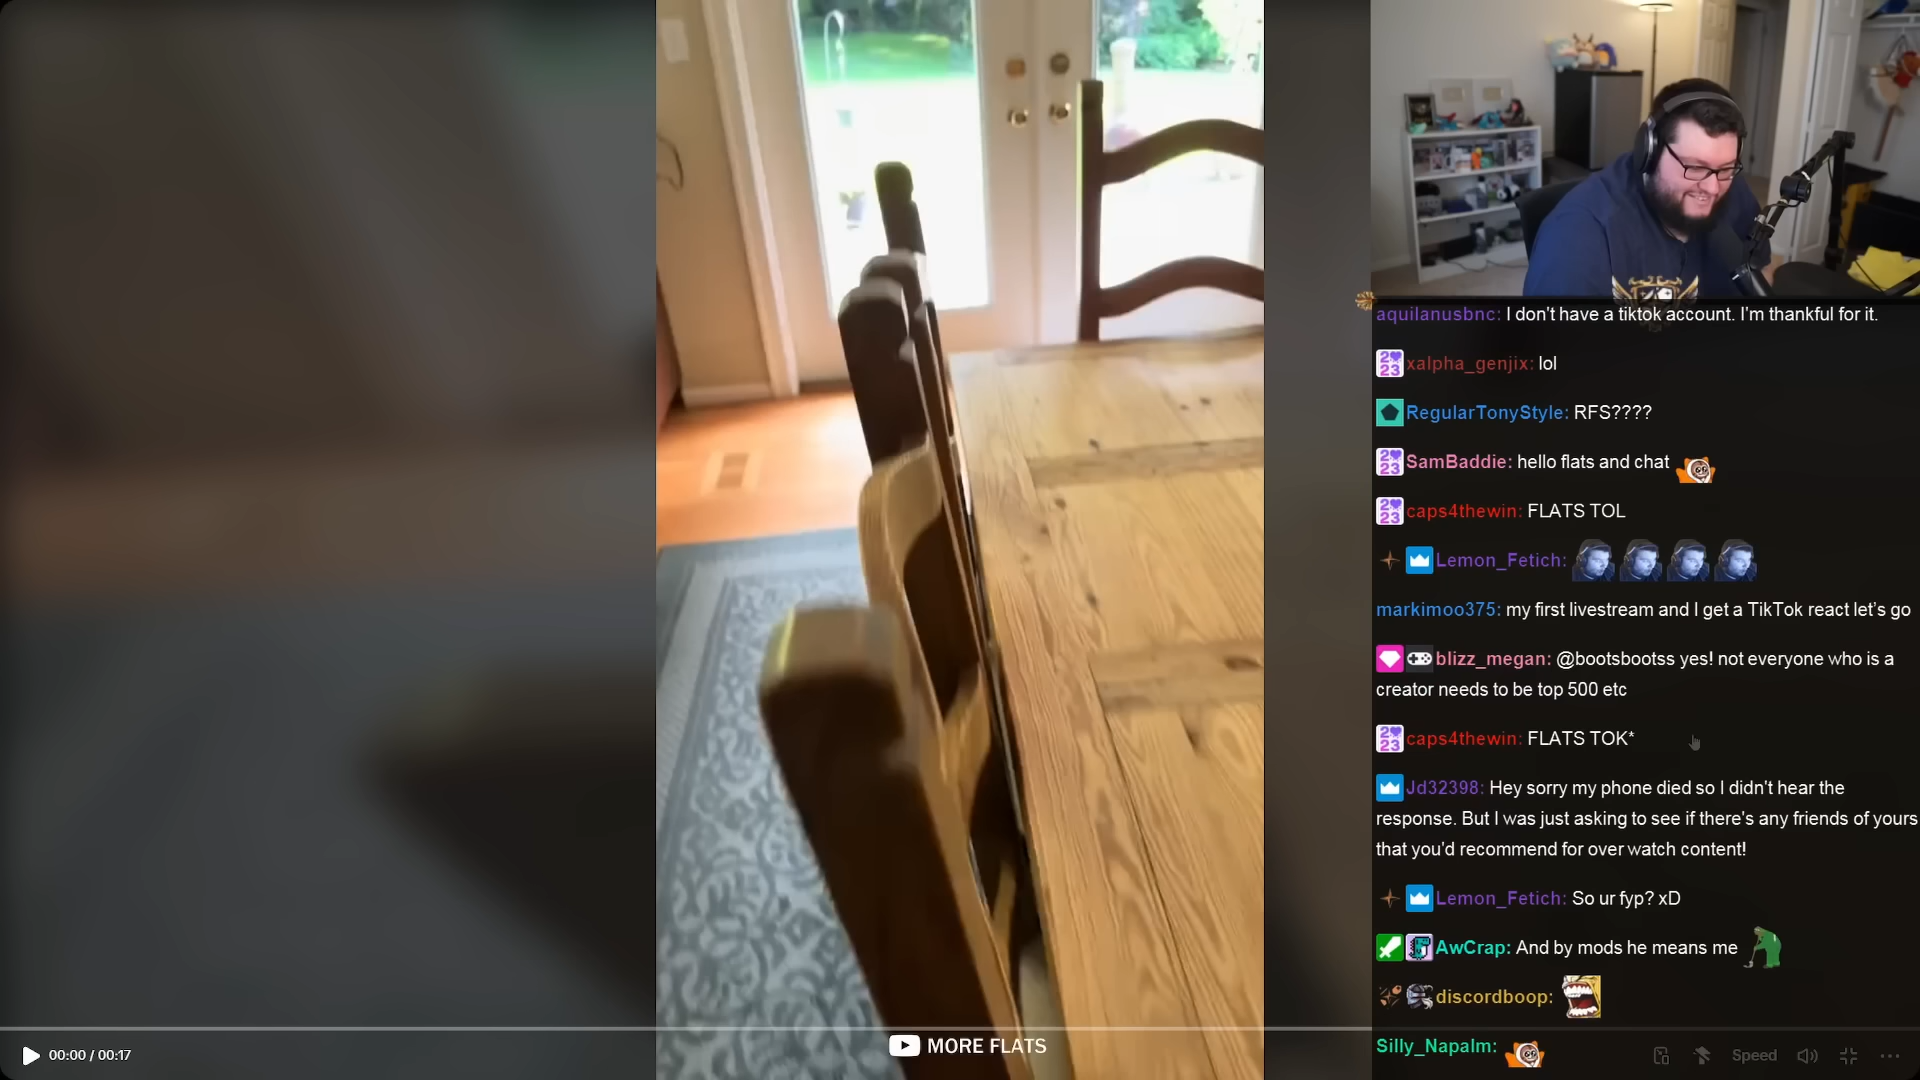 aquilanusbnc: I don't have a tiktok account. I'm thankful for it.
xalpha_genjix: lol
RegularTonyStyle: RFS????
SamBaddie: hello flats and chat
caps4thewin: FLATS TOL
Lemon_Fetich:
markimoo375: my first livestream and I get a TikTok react let's go
blizz_megan: @bootsbootss yes! not everyone who is a
creator needs to be top 500 etc
caps4thewin: FLATS TOK*
Jd32398: Hey sorry my phone died so I didn't hear the
response. But I was just asking to see if there's any friends of yours
that you'd recommend for over watch content!
Lemon_Fetich: So ur fyp? xD
AwCrap: And by mods he means me
discordboop:
Silly_Napalm:
00:00 / 00:17
MORE FLATS
Speed